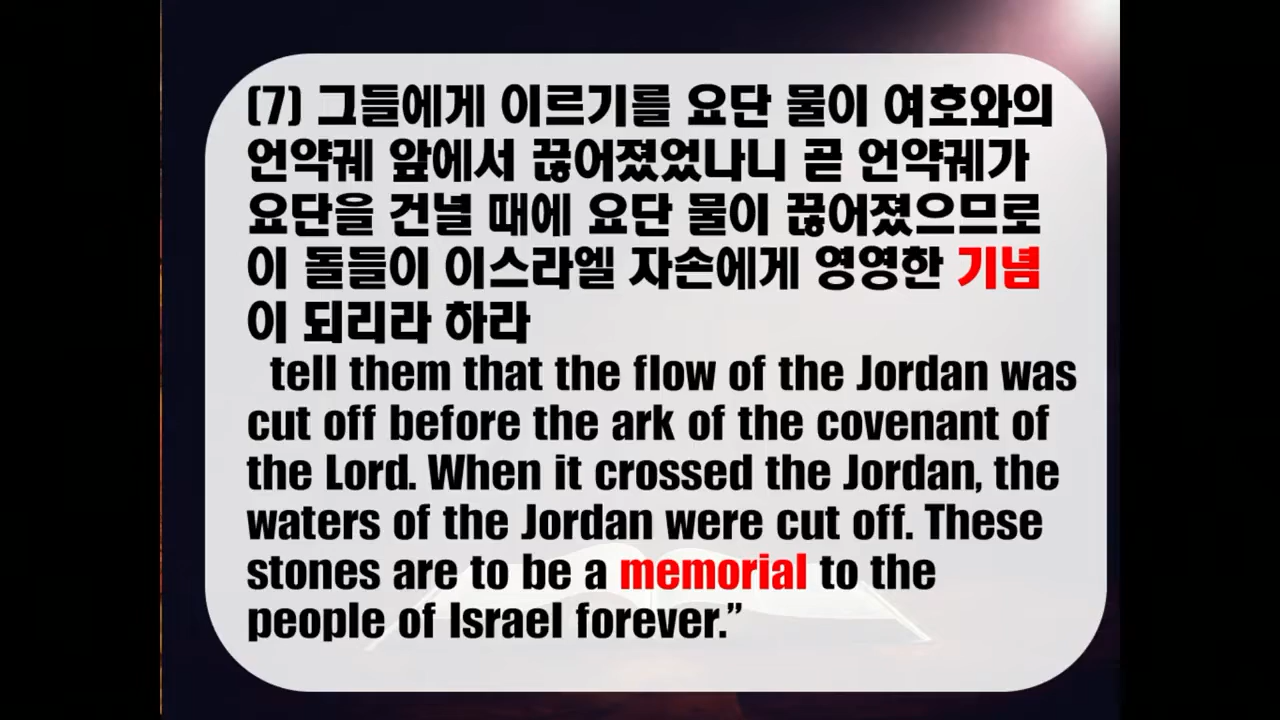 (7) 그들에게 이르기를 요단 물이 여호와의
언약궤 앞에서 끊어졌었나니 곧 언약궤가
요단을 건널 때에 요단 물이 끊어졌으므로
이 돌들이 이스라엘 자손에게 영영한 기념
이 되리라 하라
tell them that the flow of the Jordan was
cut off before the ark of the covenant of
the Lord. When it crossed the Jordan, the
waters of the Jordan were cut off. These
stones are to be a memorial to the
people of Israel forever.”